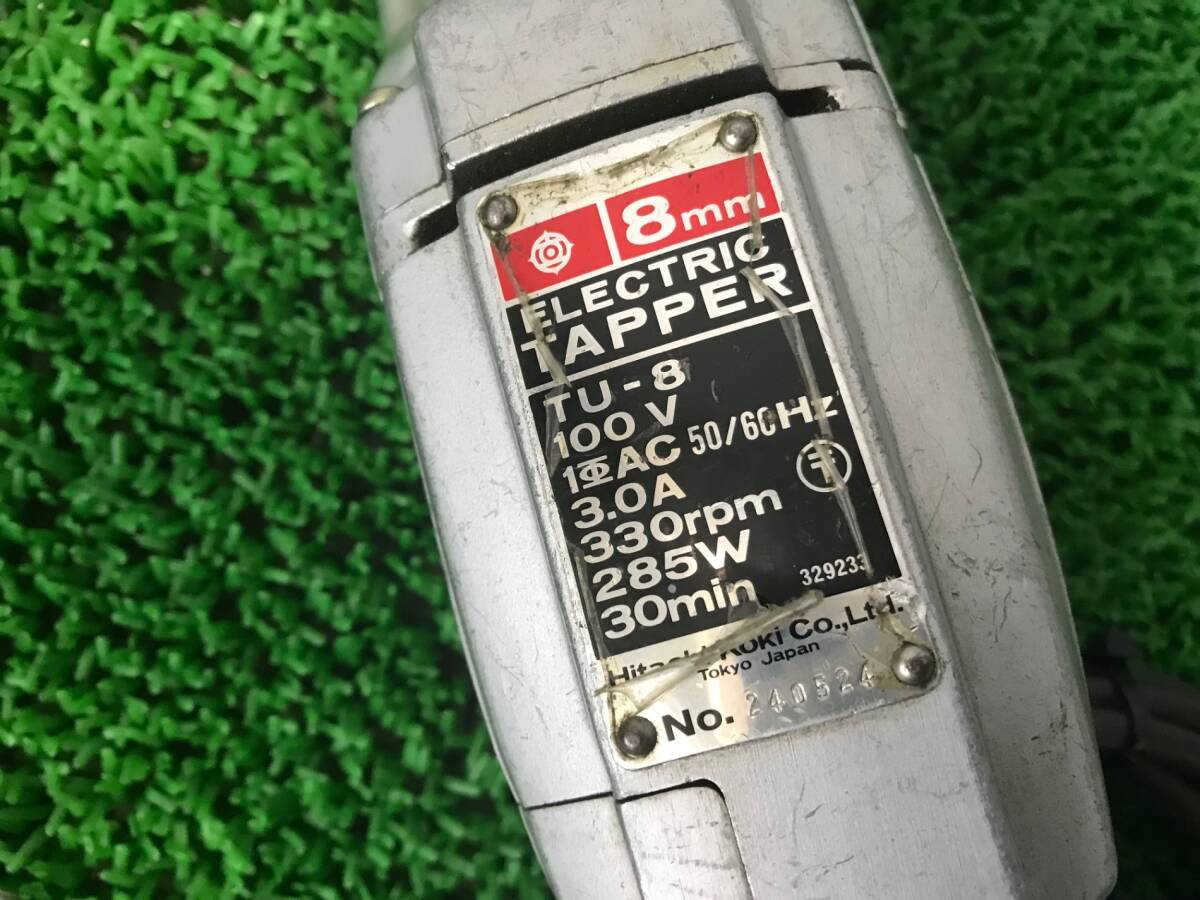 8mm
ELECTRIC
TAPPER
TU-8
100V
1ΦAC 50/60Hz
3.0A
330rpm
285W
30min 329233
Hitachi Koki Co.,Ltd.
Tokyo Japan
No. 240524